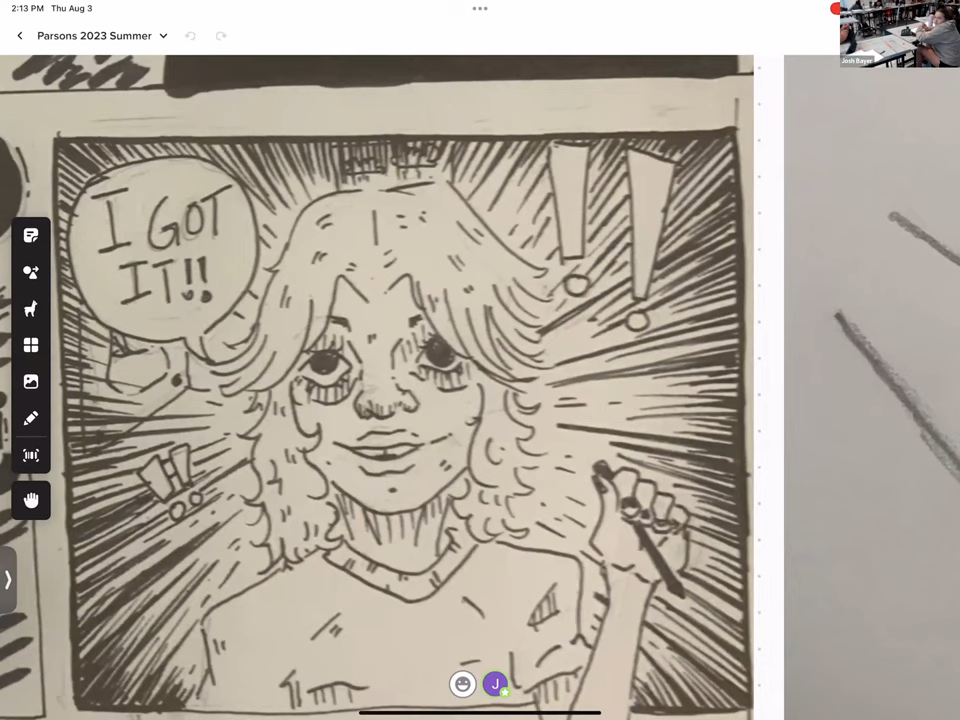 2:13 PM Thu Aug 3
Parsons 2023 Summer
Josh Bayer
I GOT
IT!!
!!
!!
J